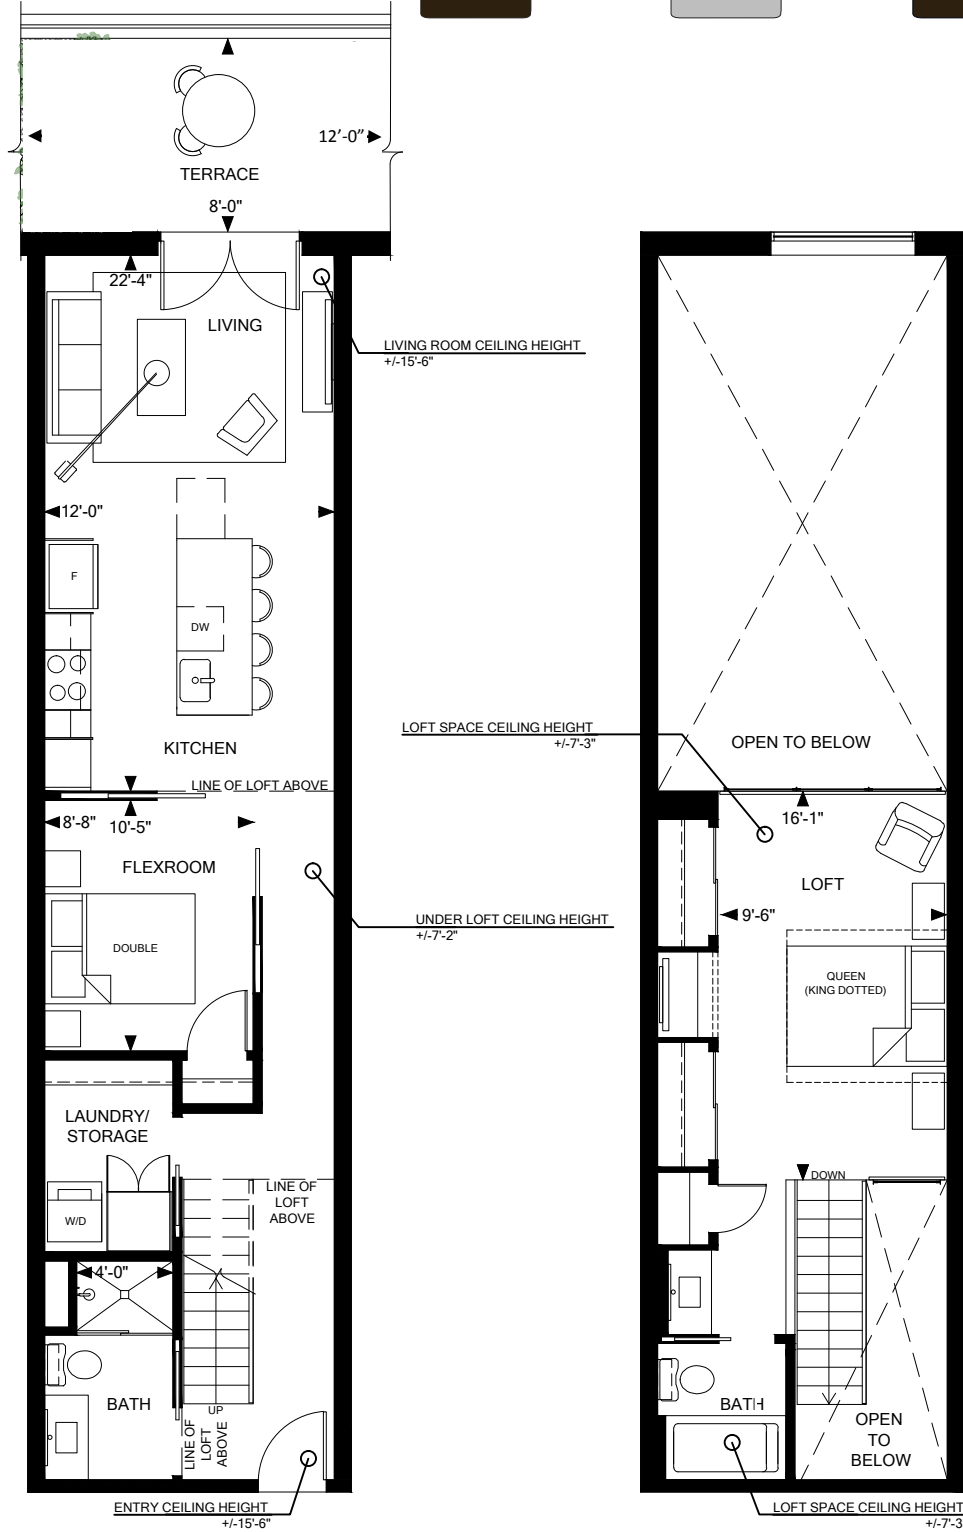 12'-0"
TERRACE
8'-0"
22'-4"
LIVING
LIVING ROOM CEILING HEIGHT
+/-15'-6"
12'-0"
F
DW
KITCHEN
LINE OF LOFT ABOVE
8'-8"
10'-5"
FLEXROOM
DOUBLE
UNDER LOFT CEILING HEIGHT
+/-7'-2"
LAUNDRY/
STORAGE
W/D
LINE OF
LOFT
ABOVE
4'-0"
BATH
UP
LINE OF
LOFT
ABOVE
ENTRY CEILING HEIGHT
+/-15'-6"
LOFT SPACE CEILING HEIGHT
+/-7'-3"
OPEN TO BELOW
16'-1"
LOFT
9'-6"
QUEEN
(KING DOTTED)
DOWN
BATH
OPEN
TO
BELOW
LOFT SPACE CEILING HEIGHT
+/-7'-3